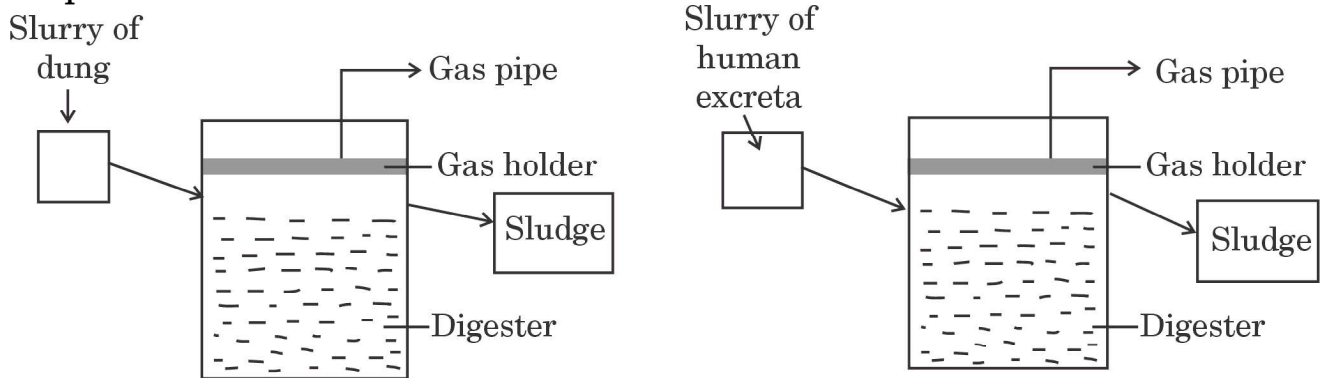 Slurry of
dung
Gas pipe
Gas holder
Sludge
Digester
Slurry of
human
excreta
Gas pipe
Gas holder
Sludge
Digester